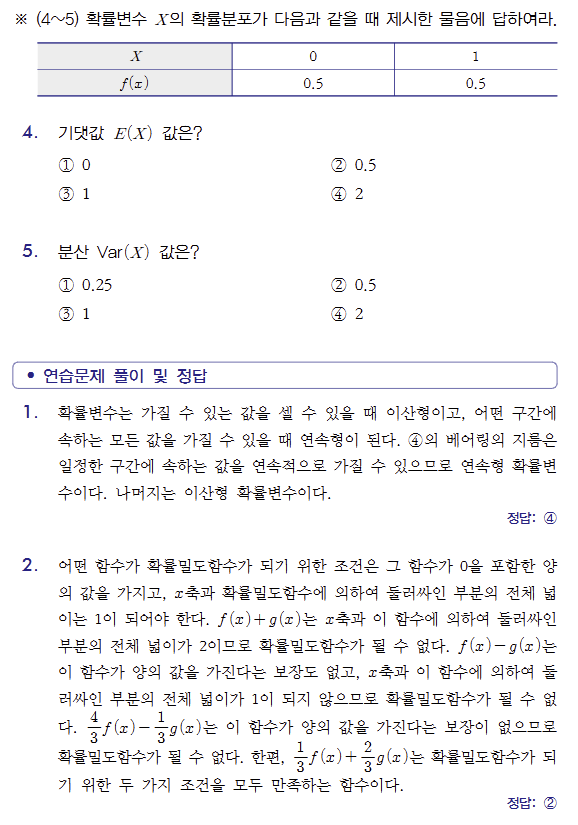 ※ (4～5) 확률변수 X의 확률분포가 다음과 같을 때 제시한 물음에 답하여라.
X 0 1
f(x) 0.5 0.5
4. 기댓값 E(X) 값은?
① 0 ② 0.5
③ 1 ④ 2
5. 분산 Var(X) 값은?
① 0.25 ② 0.5
③ 1 ④ 2
• 연습문제 풀이 및 정답
1. 확률변수는 가질 수 있는 값을 셀 수 있을 때 이산형이고, 어떤 구간에
속하는 모든 값을 가질 수 있을 때 연속형이 된다. ④의 베어링의 지름은
일정한 구간에 속하는 값을 연속적으로 가질 수 있으므로 연속형 확률변
수이다. 나머지는 이산형 확률변수이다.
정답: ④
2. 어떤 함수가 확률밀도함수가 되기 위한 조건은 그 함수가 0을 포함한 양
의 값을 가지고, x축과 확률밀도함수에 의하여 둘러싸인 부분의 전체 넓
이는 1이 되어야 한다. f(x)+g(x)는 x축과 이 함수에 의하여 둘러싸인
부분의 전체 넓이가 2이므로 확률밀도함수가 될 수 없다. f(x)−g(x)는
이 함수가 양의 값을 가진다는 보장도 없고, x축과 이 함수에 의하여 둘
러싸인 부분의 전체 넓이가 1이 되지 않으므로 확률밀도함수가 될 수 없
다. 4/3 f(x)−1/3 g(x)는 이 함수가 양의 값을 가진다는 보장이 없으므로
확률밀도함수가 될 수 없다. 한편, 1/3 f(x)+2/3 g(x)는 확률밀도함수가 되
기 위한 두 가지 조건을 모두 만족하는 함수이다.
정답: ②